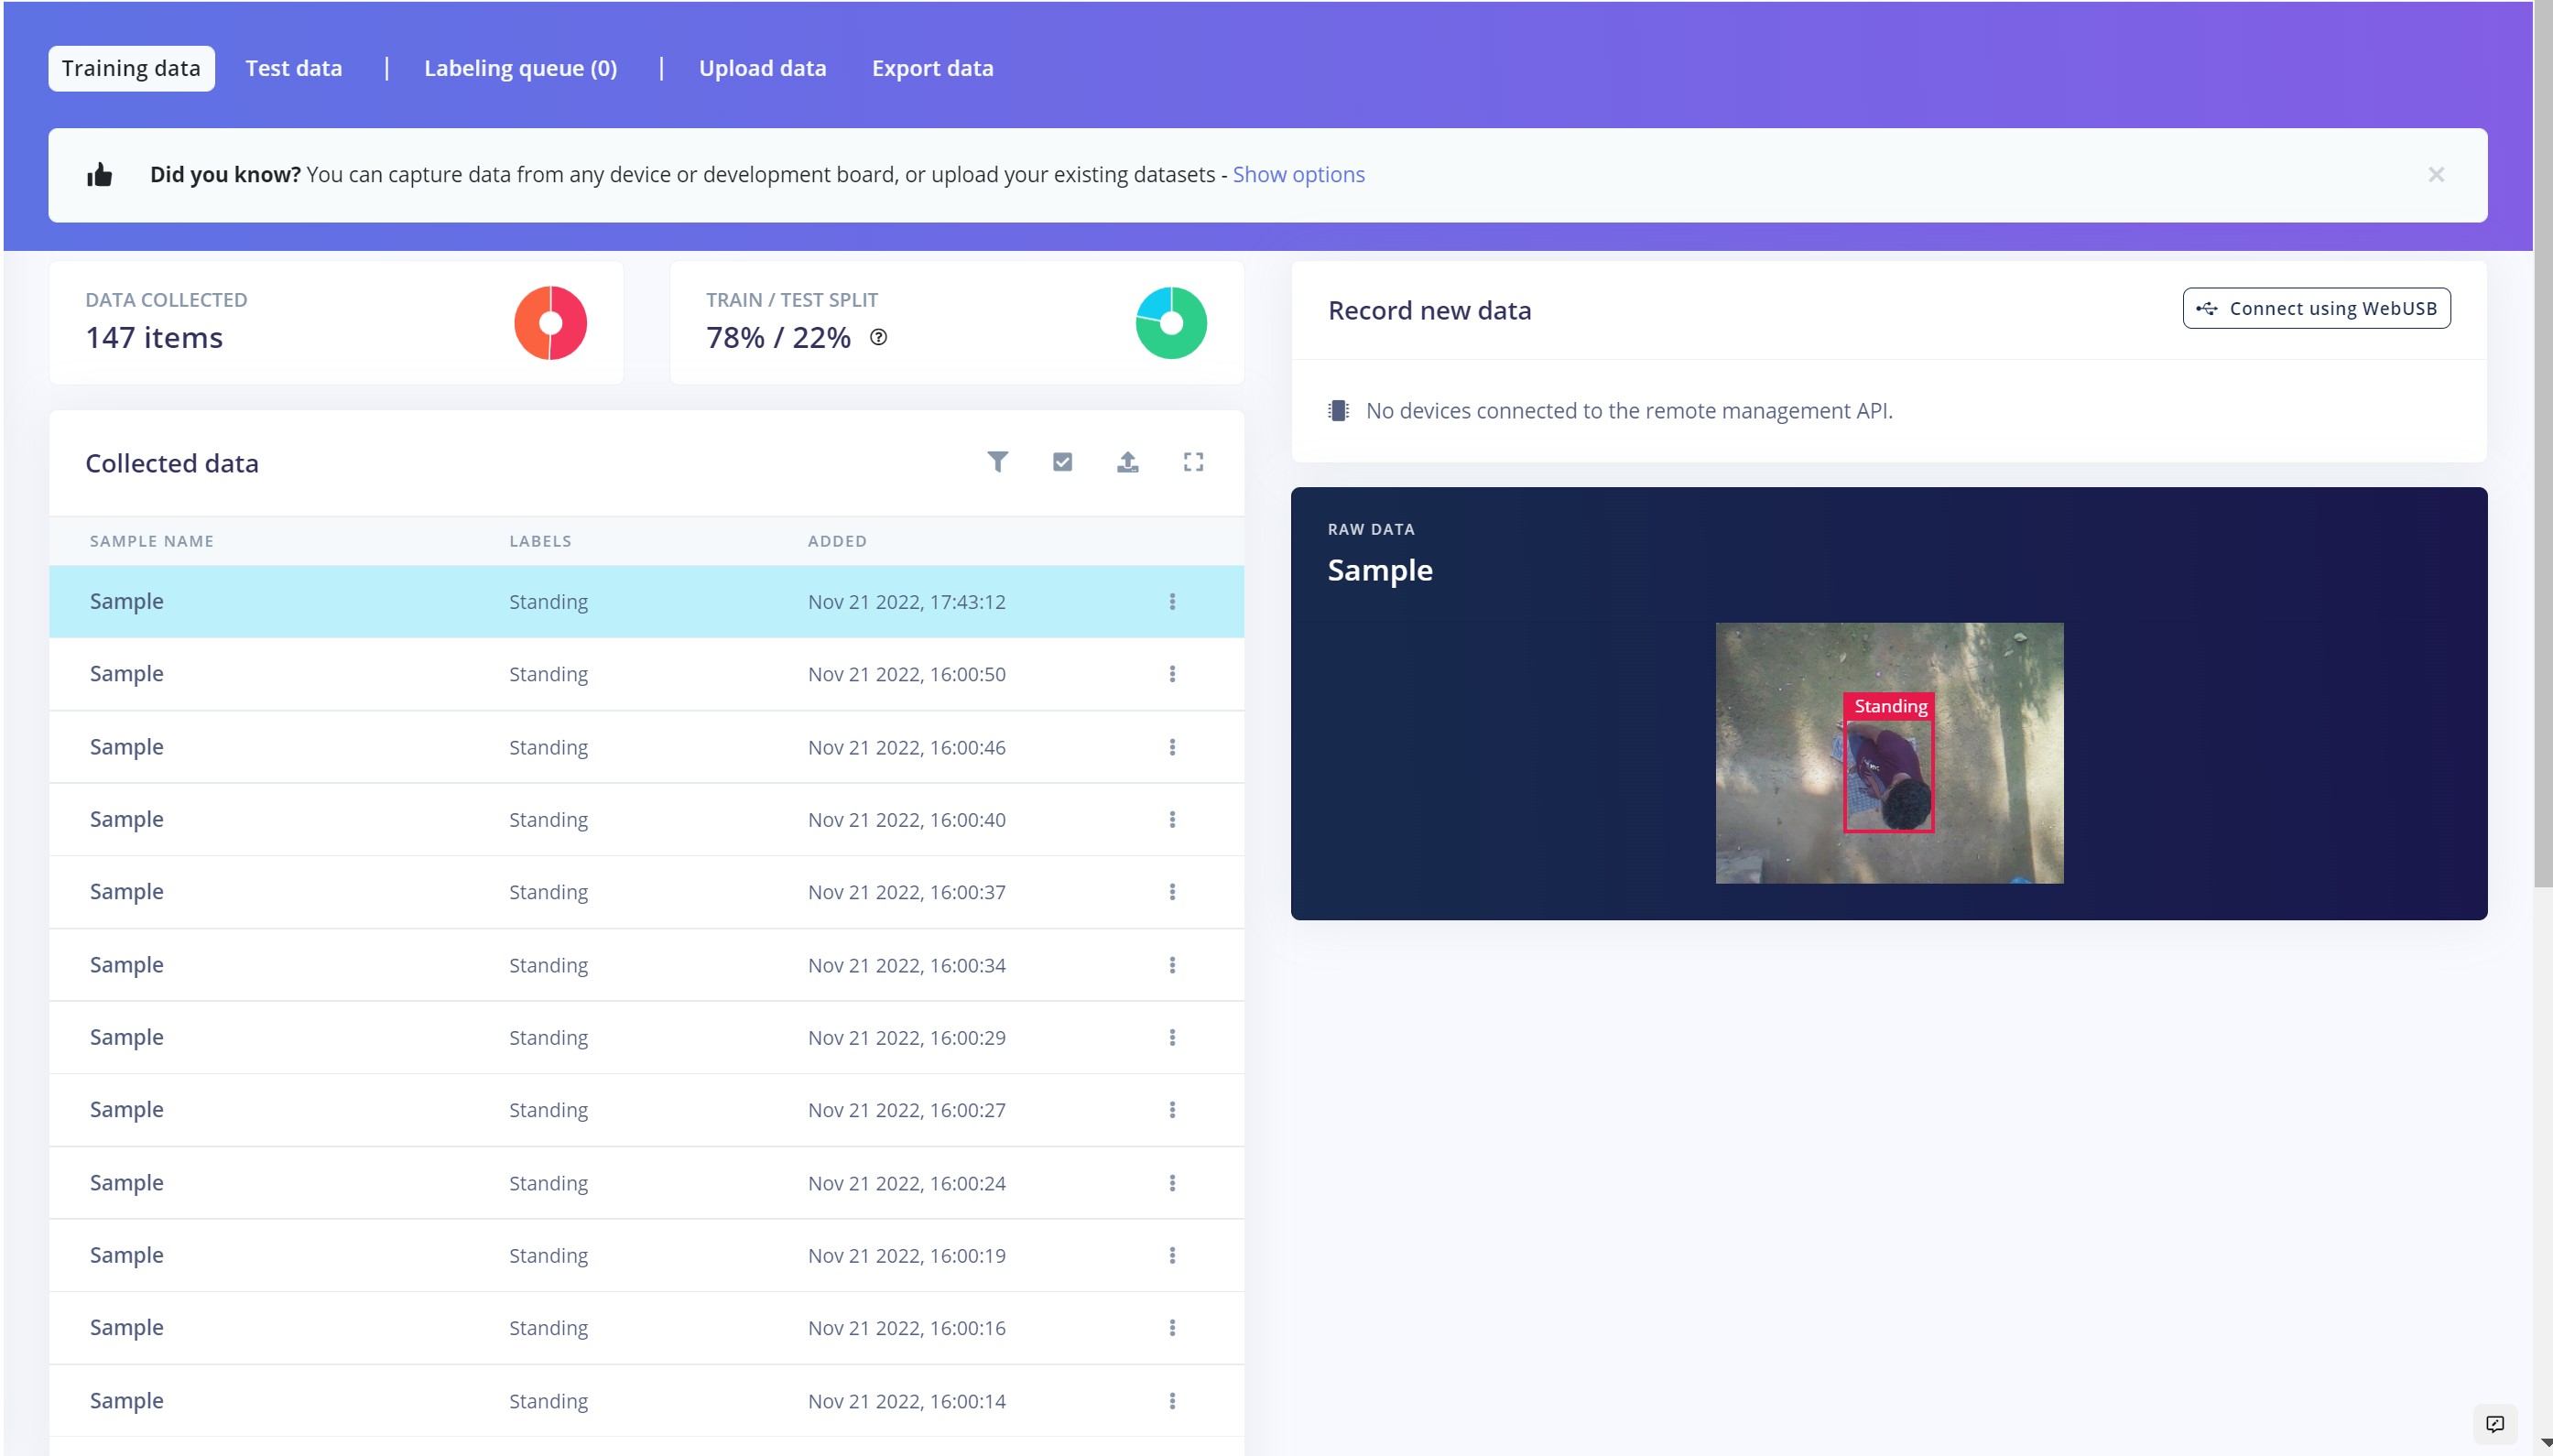 Training data Test data | Labeling queue (0) | Upload data Export data
Did you know? You can capture data from any device or development board, or upload your existing datasets - Show options
DATA COLLECTED
147 items
TRAIN / TEST SPLIT
78% / 22%
Record new data
Connect using WebUSB
No devices connected to the remote management API.
Collected data
SAMPLE NAME LABELS ADDED
Sample Standing Nov 21 2022, 17:43:12
Sample Standing Nov 21 2022, 16:00:50
Sample Standing Nov 21 2022, 16:00:46
Sample Standing Nov 21 2022, 16:00:40
Sample Standing Nov 21 2022, 16:00:37
Sample Standing Nov 21 2022, 16:00:34
Sample Standing Nov 21 2022, 16:00:29
Sample Standing Nov 21 2022, 16:00:27
Sample Standing Nov 21 2022, 16:00:24
Sample Standing Nov 21 2022, 16:00:19
Sample Standing Nov 21 2022, 16:00:16
Sample Standing Nov 21 2022, 16:00:14
RAW DATA
Sample
Standing